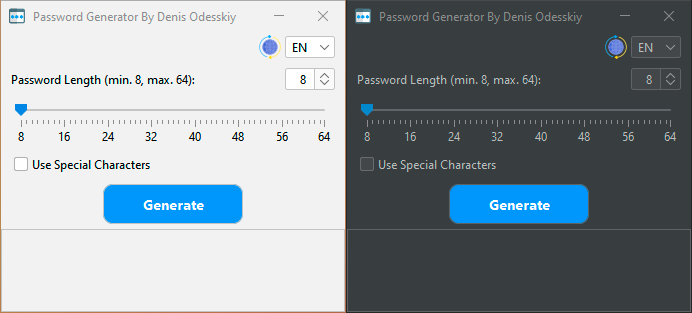 Password Generator By Denis Odesskiy
EN
Password Length (min. 8, max. 64):
8
8 16 24 32 40 48 56 64
Use Special Characters
Generate
Password Generator By Denis Odesskiy
EN
Password Length (min. 8, max. 64):
8
8 16 24 32 40 48 56 64
Use Special Characters
Generate